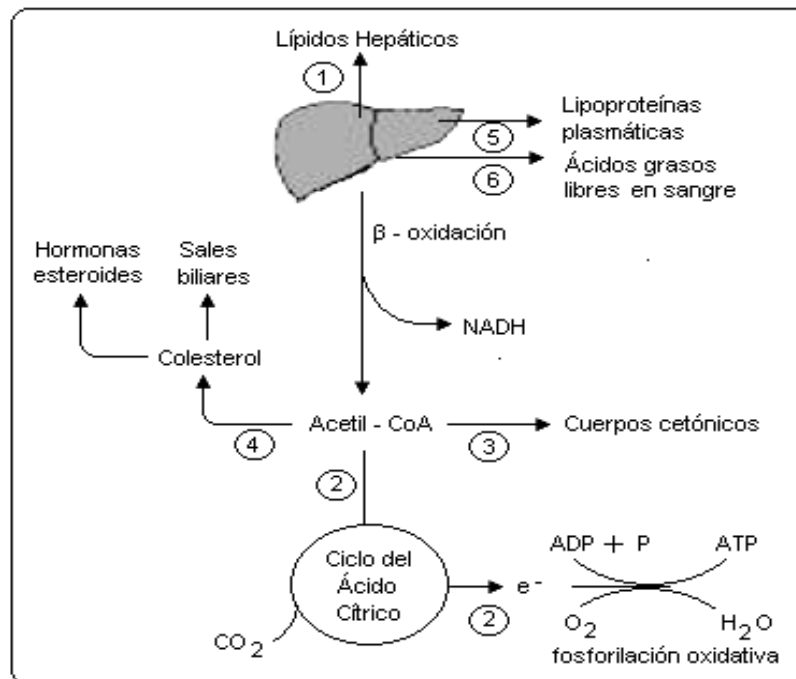 Lípidos Hepáticos
1
Lipoproteínas
plasmáticas
5
Ácidos grasos
libres en sangre
6
β - oxidación
Hormonas
esteroides
Sales
biliares
NADH
Colesterol
Acetil - CoA
Cuerpos cetónicos
4
3
2
Ciclo del
Ácido
Cítrico
ADP + P
ATP
e-
2
CO2
O2
H2O
fosforilación oxidativa